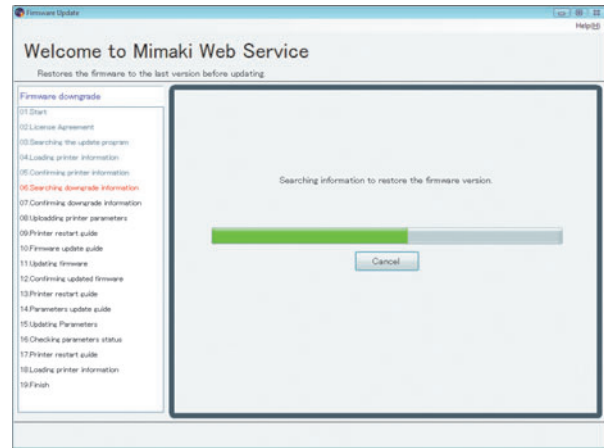 Firmware Update
Help(H)
Welcome to Mimaki Web Service
Restores the firmware to the last version before updating.
Firmware downgrade
01.Start
02.License Agreement
03.Searching the update program
04.Loading printer information
05.Confirming printer information
06.Searching downgrade information
07.Confirming downgrade information
08.Uploadding printer parameters
09.Printer restart guide
10.Firmware update guide
11.Updating firmware
12.Confirming updated firmware
13.Printer restart guide
14.Parameters update guide
15.Updating Parameters
16.Checking parameters status
17.Printer restart guide
18.Loading printer information
19.Finish
Searching information to restore the firmware version.
Cancel